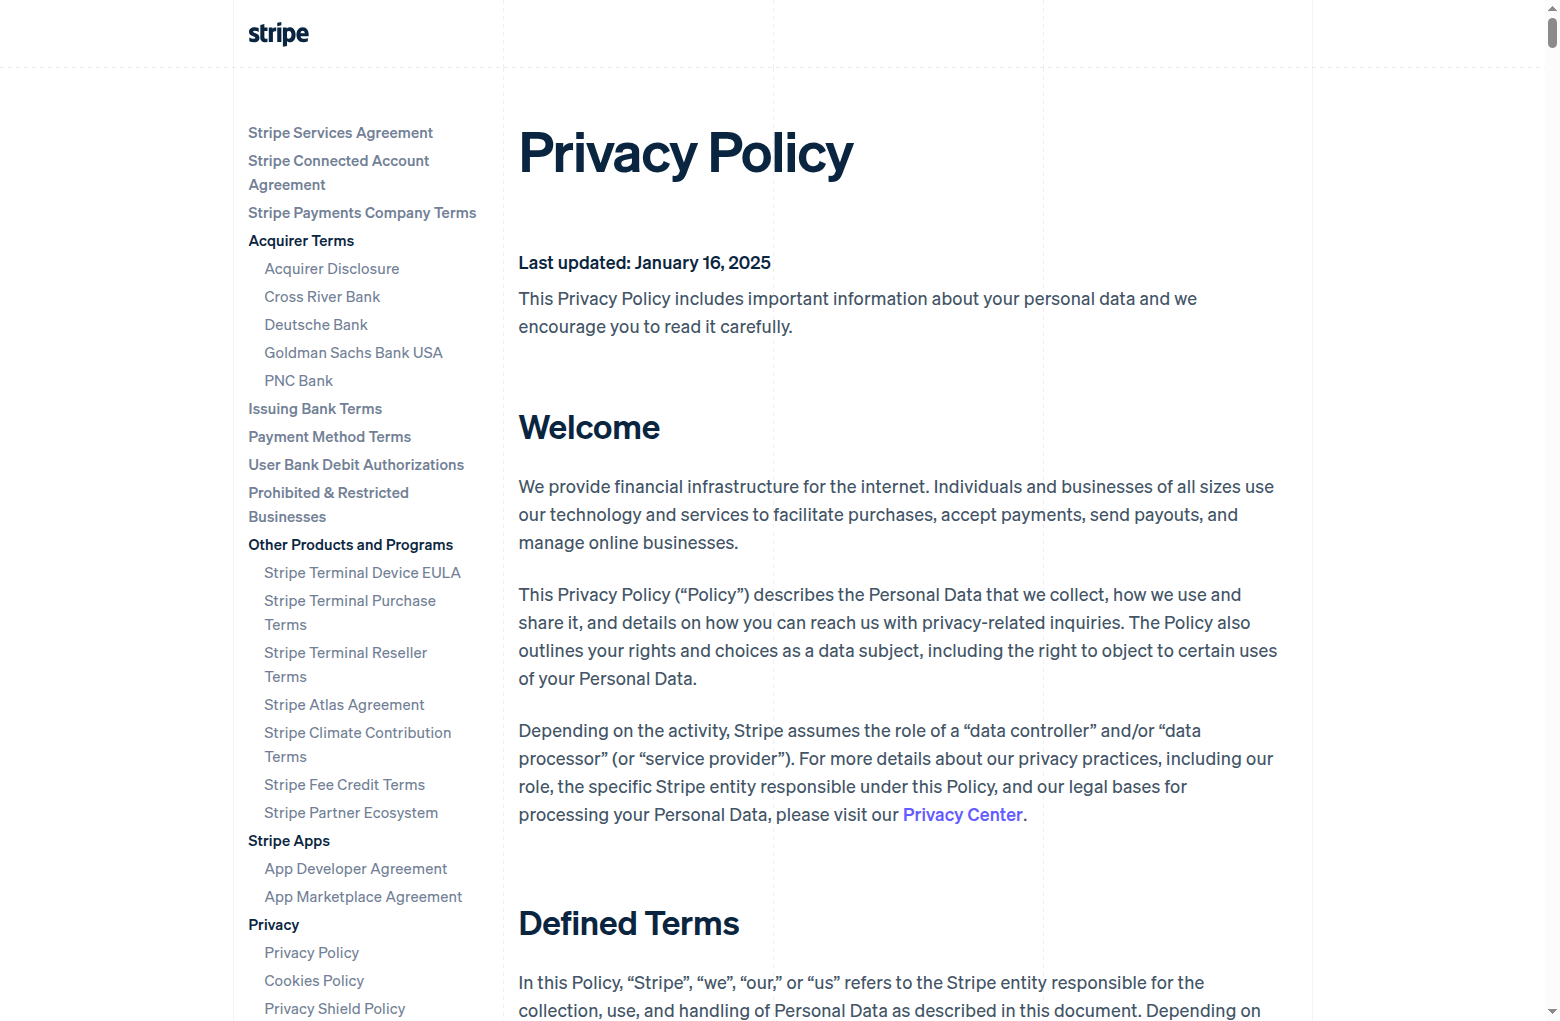 stripe
Stripe Services Agreement
Stripe Connected Account
Agreement
Stripe Payments Company Terms
Acquirer Terms
Acquirer Disclosure
Cross River Bank
Deutsche Bank
Goldman Sachs Bank USA
PNC Bank
Issuing Bank Terms
Payment Method Terms
User Bank Debit Authorizations
Prohibited & Restricted
Businesses
Other Products and Programs
Stripe Terminal Device EULA
Stripe Terminal Purchase
Terms
Stripe Terminal Reseller
Terms
Stripe Atlas Agreement
Stripe Climate Contribution
Terms
Stripe Fee Credit Terms
Stripe Partner Ecosystem
Stripe Apps
App Developer Agreement
App Marketplace Agreement
Privacy
Privacy Policy
Cookies Policy
Privacy Shield Policy
Privacy Policy
Last updated: January 16, 2025
This Privacy Policy includes important information about your personal data and we
encourage you to read it carefully.
Welcome
We provide financial infrastructure for the internet. Individuals and businesses of all sizes use
our technology and services to facilitate purchases, accept payments, send payouts, and
manage online businesses.
This Privacy Policy (“Policy”) describes the Personal Data that we collect, how we use and
share it, and details on how you can reach us with privacy-related inquiries. The Policy also
outlines your rights and choices as a data subject, including the right to object to certain uses
of your Personal Data.
Depending on the activity, Stripe assumes the role of a “data controller” and/or “data
processor” (or “service provider”). For more details about our privacy practices, including our
role, the specific Stripe entity responsible under this Policy, and our legal bases for
processing your Personal Data, please visit our Privacy Center.
Defined Terms
In this Policy, “Stripe”, “we”, “our,” or “us” refers to the Stripe entity responsible for the
collection, use, and handling of Personal Data as described in this document. Depending on